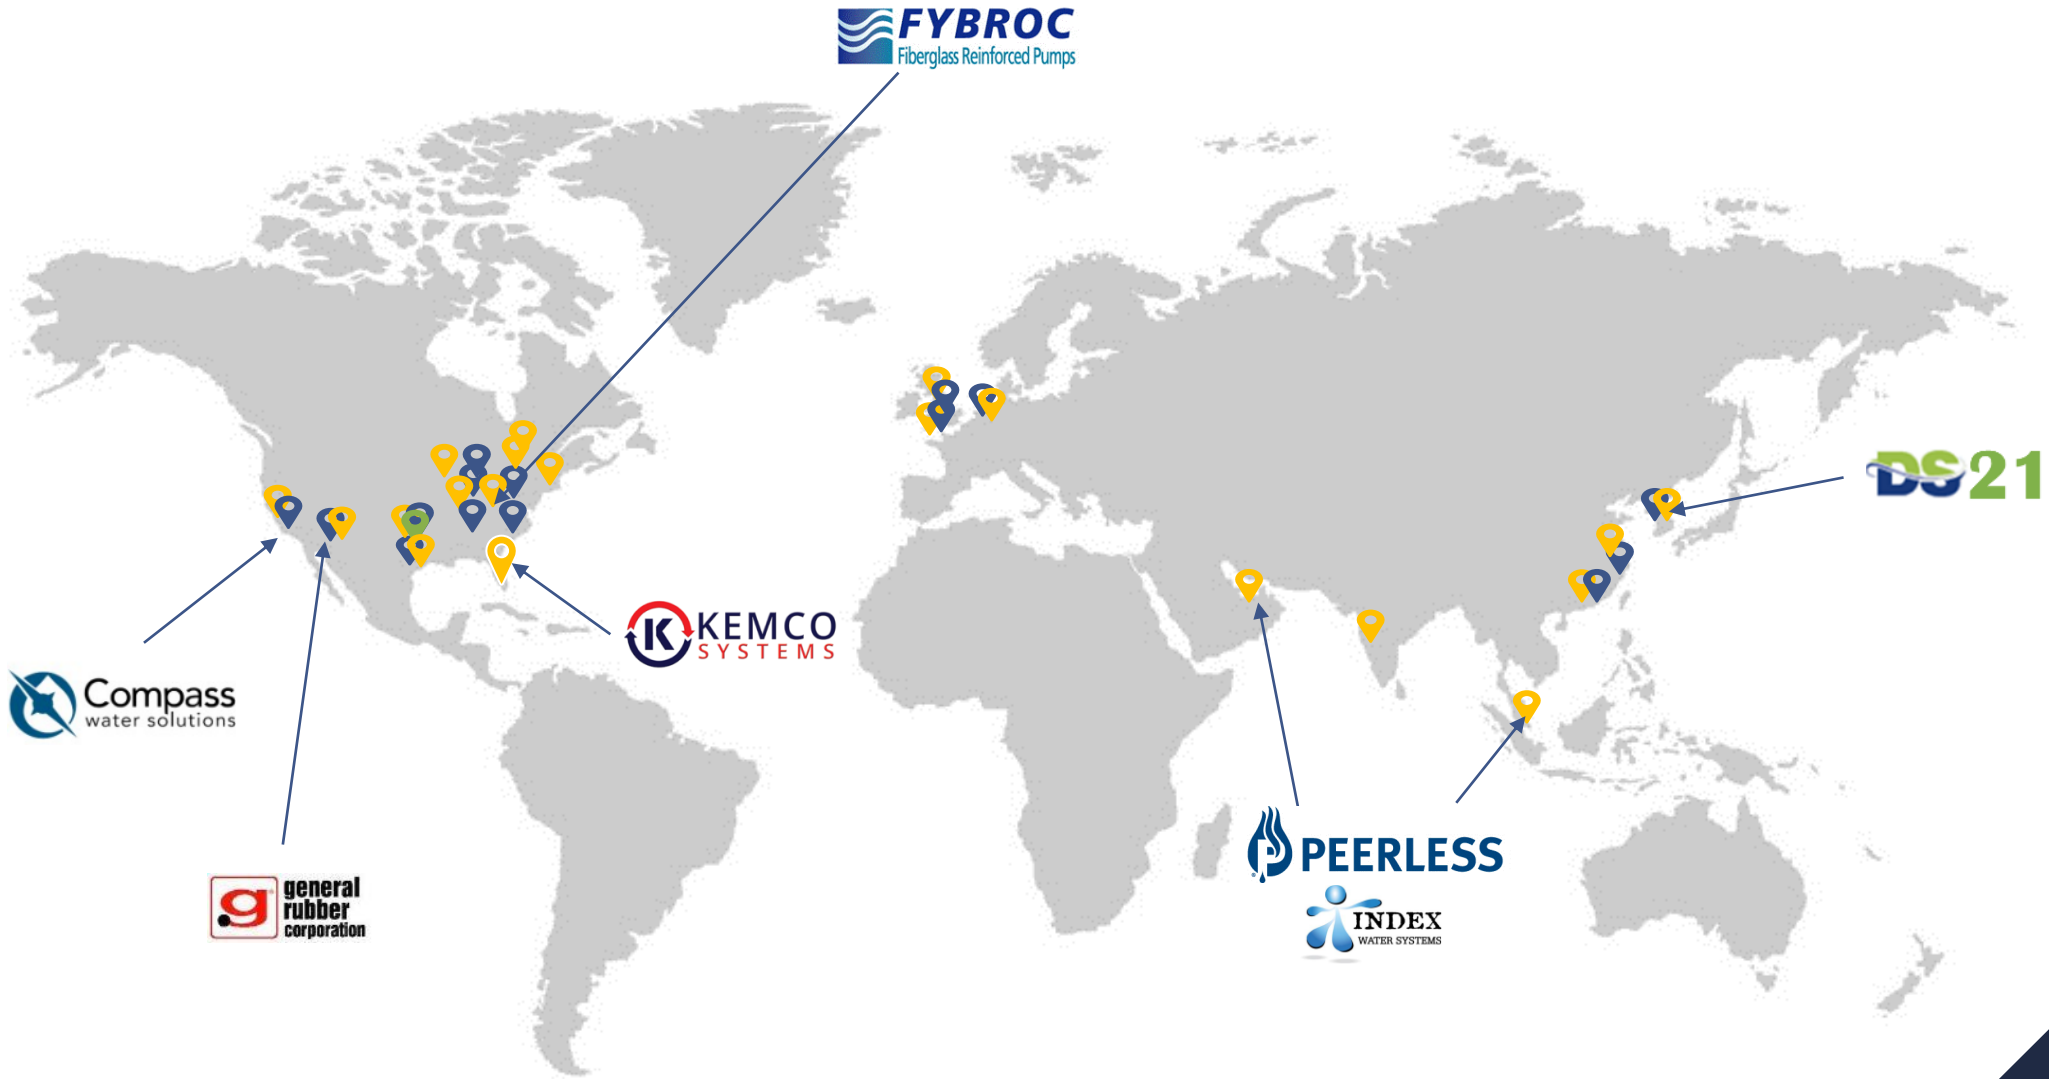 FYBROC
Fiberglass Reinforced Pumps
DS21
K KEMCO
SYSTEMS
Compass
water solutions
PEERLESS
general
rubber
corporation
INDEX
WATER SYSTEMS